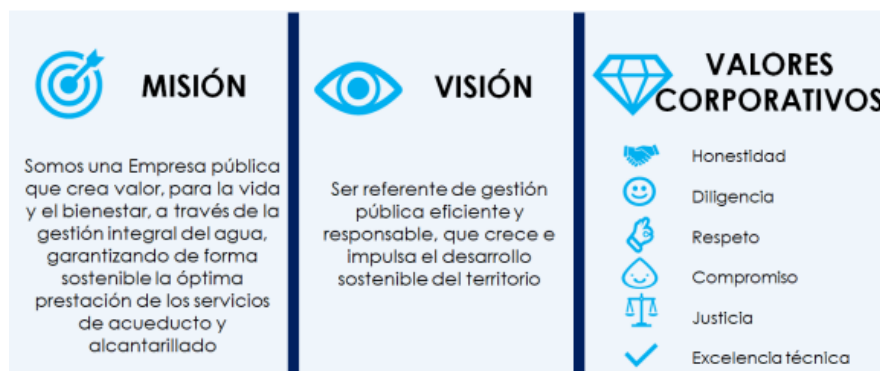 MISIÓN
Somos una Empresa pública
que crea valor, para la vida
y el bienestar, a través de la
gestión integral del agua,
garantizando de forma
sostenible la óptima
prestación de los servicios
de acueducto y
alcantarillado
VISIÓN
Ser referente de gestión
pública eficiente y
responsable, que crece e
impulsa el desarrollo
sostenible del territorio
VALORES
CORPORATIVOS
Honestidad
Diligencia
Respeto
Compromiso
Justicia
Excelencia técnica